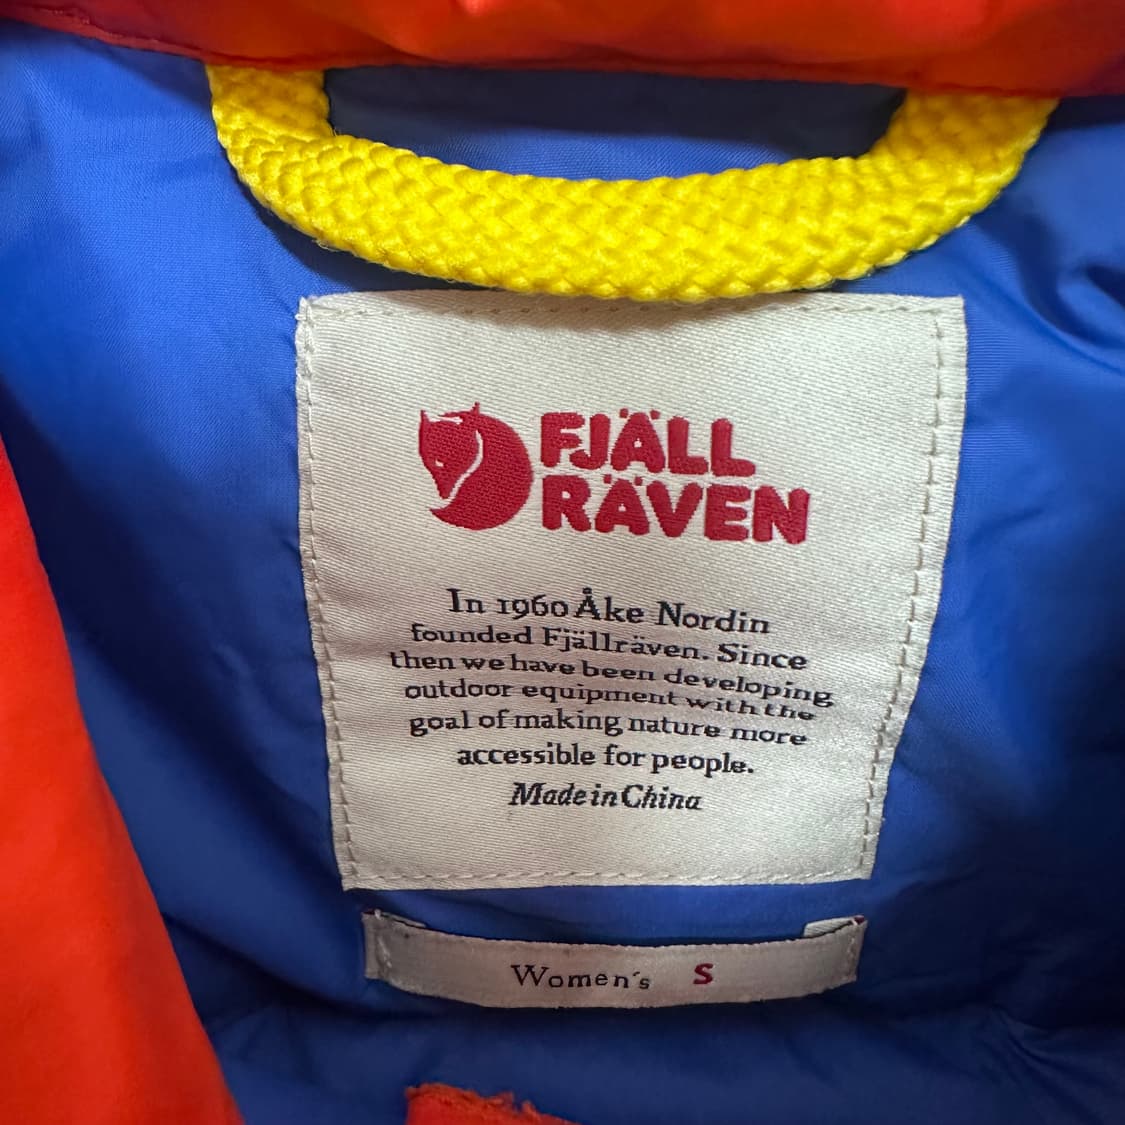 FJÄLL
RÄVEN
In 1960 Åke Nordin
founded Fjällräven. Since
then we have been developing
outdoor equipment with the
goal of making nature more
accessible for people.
Made in China
Women's S